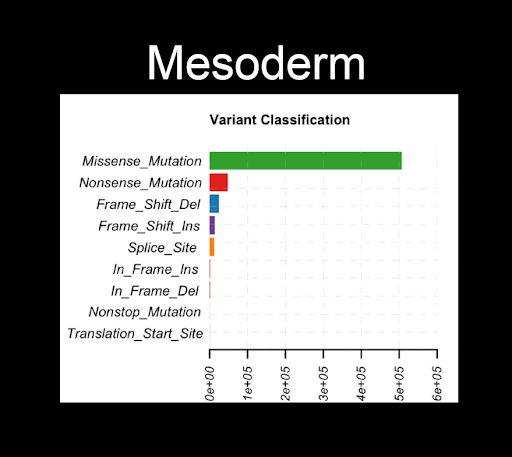 Mesoderm
Variant Classification
Missense_Mutation
Nonsense_Mutation
Frame_Shift_Del
Frame_Shift_Ins
Splice_Site
In_Frame_Ins
In_Frame_Del
Nonstop_Mutation
Translation_Start_Site
0e+00
1e+05
2e+05
3e+05
4e+05
5e+05
6e+05